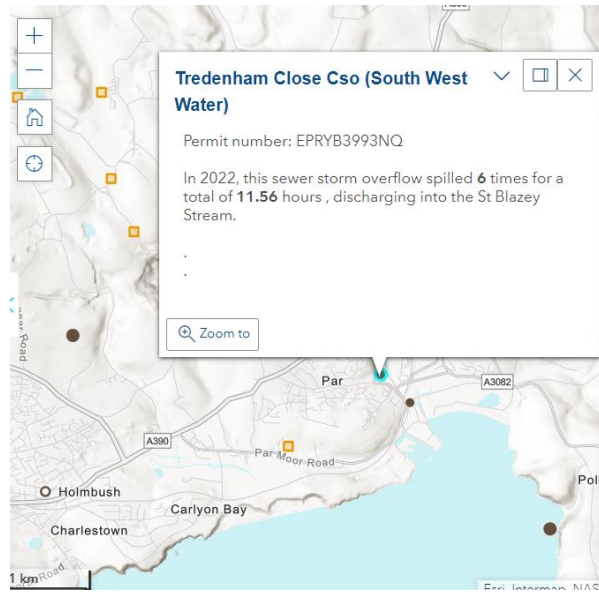 Tredenham Close Cso (South West
Water)
Permit number: EPRYB3993NQ
In 2022, this sewer storm overflow spilled 6 times for a
total of 11.56 hours , discharging into the St Blazey
Stream.
.
.
Zoom to
Par
A3082
A390
Par Moor Road
Holmbush
Carlyon Bay
Charlestown
Road
Road
1 km